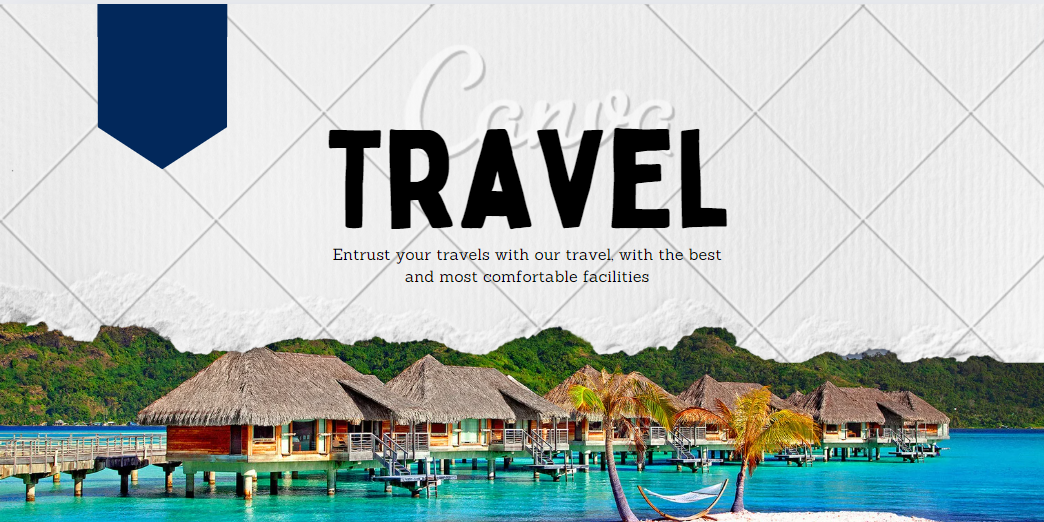 Canva
TRAVEL
Entrust your travels with our travel, with the best
and most comfortable facilities